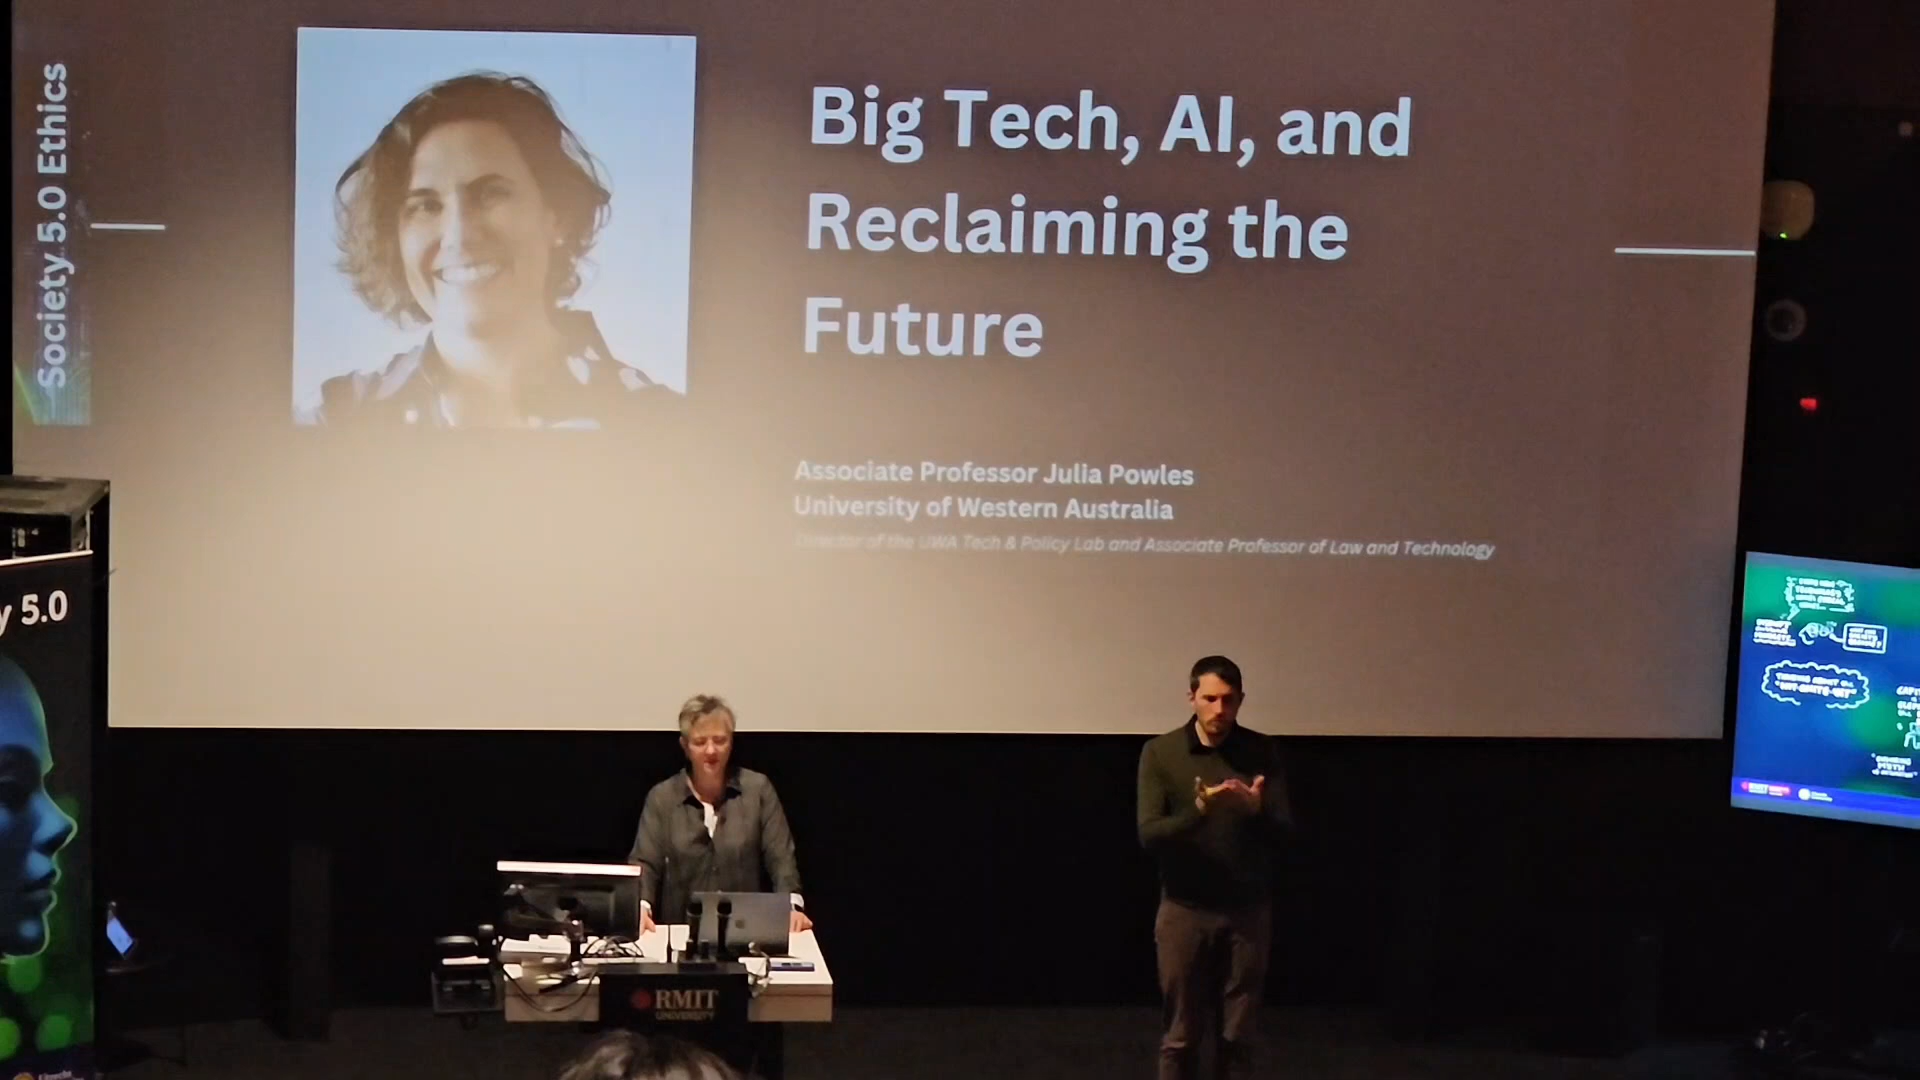 Society 5.0 Ethics
Big Tech, AI, and
Reclaiming the
Future
Associate Professor Julia Powles
University of Western Australia
Director of the UWA Tech & Policy Lab and Associate Professor of Law and Technology
y 5.0
RMIT
UNIVERSITY
RMIT